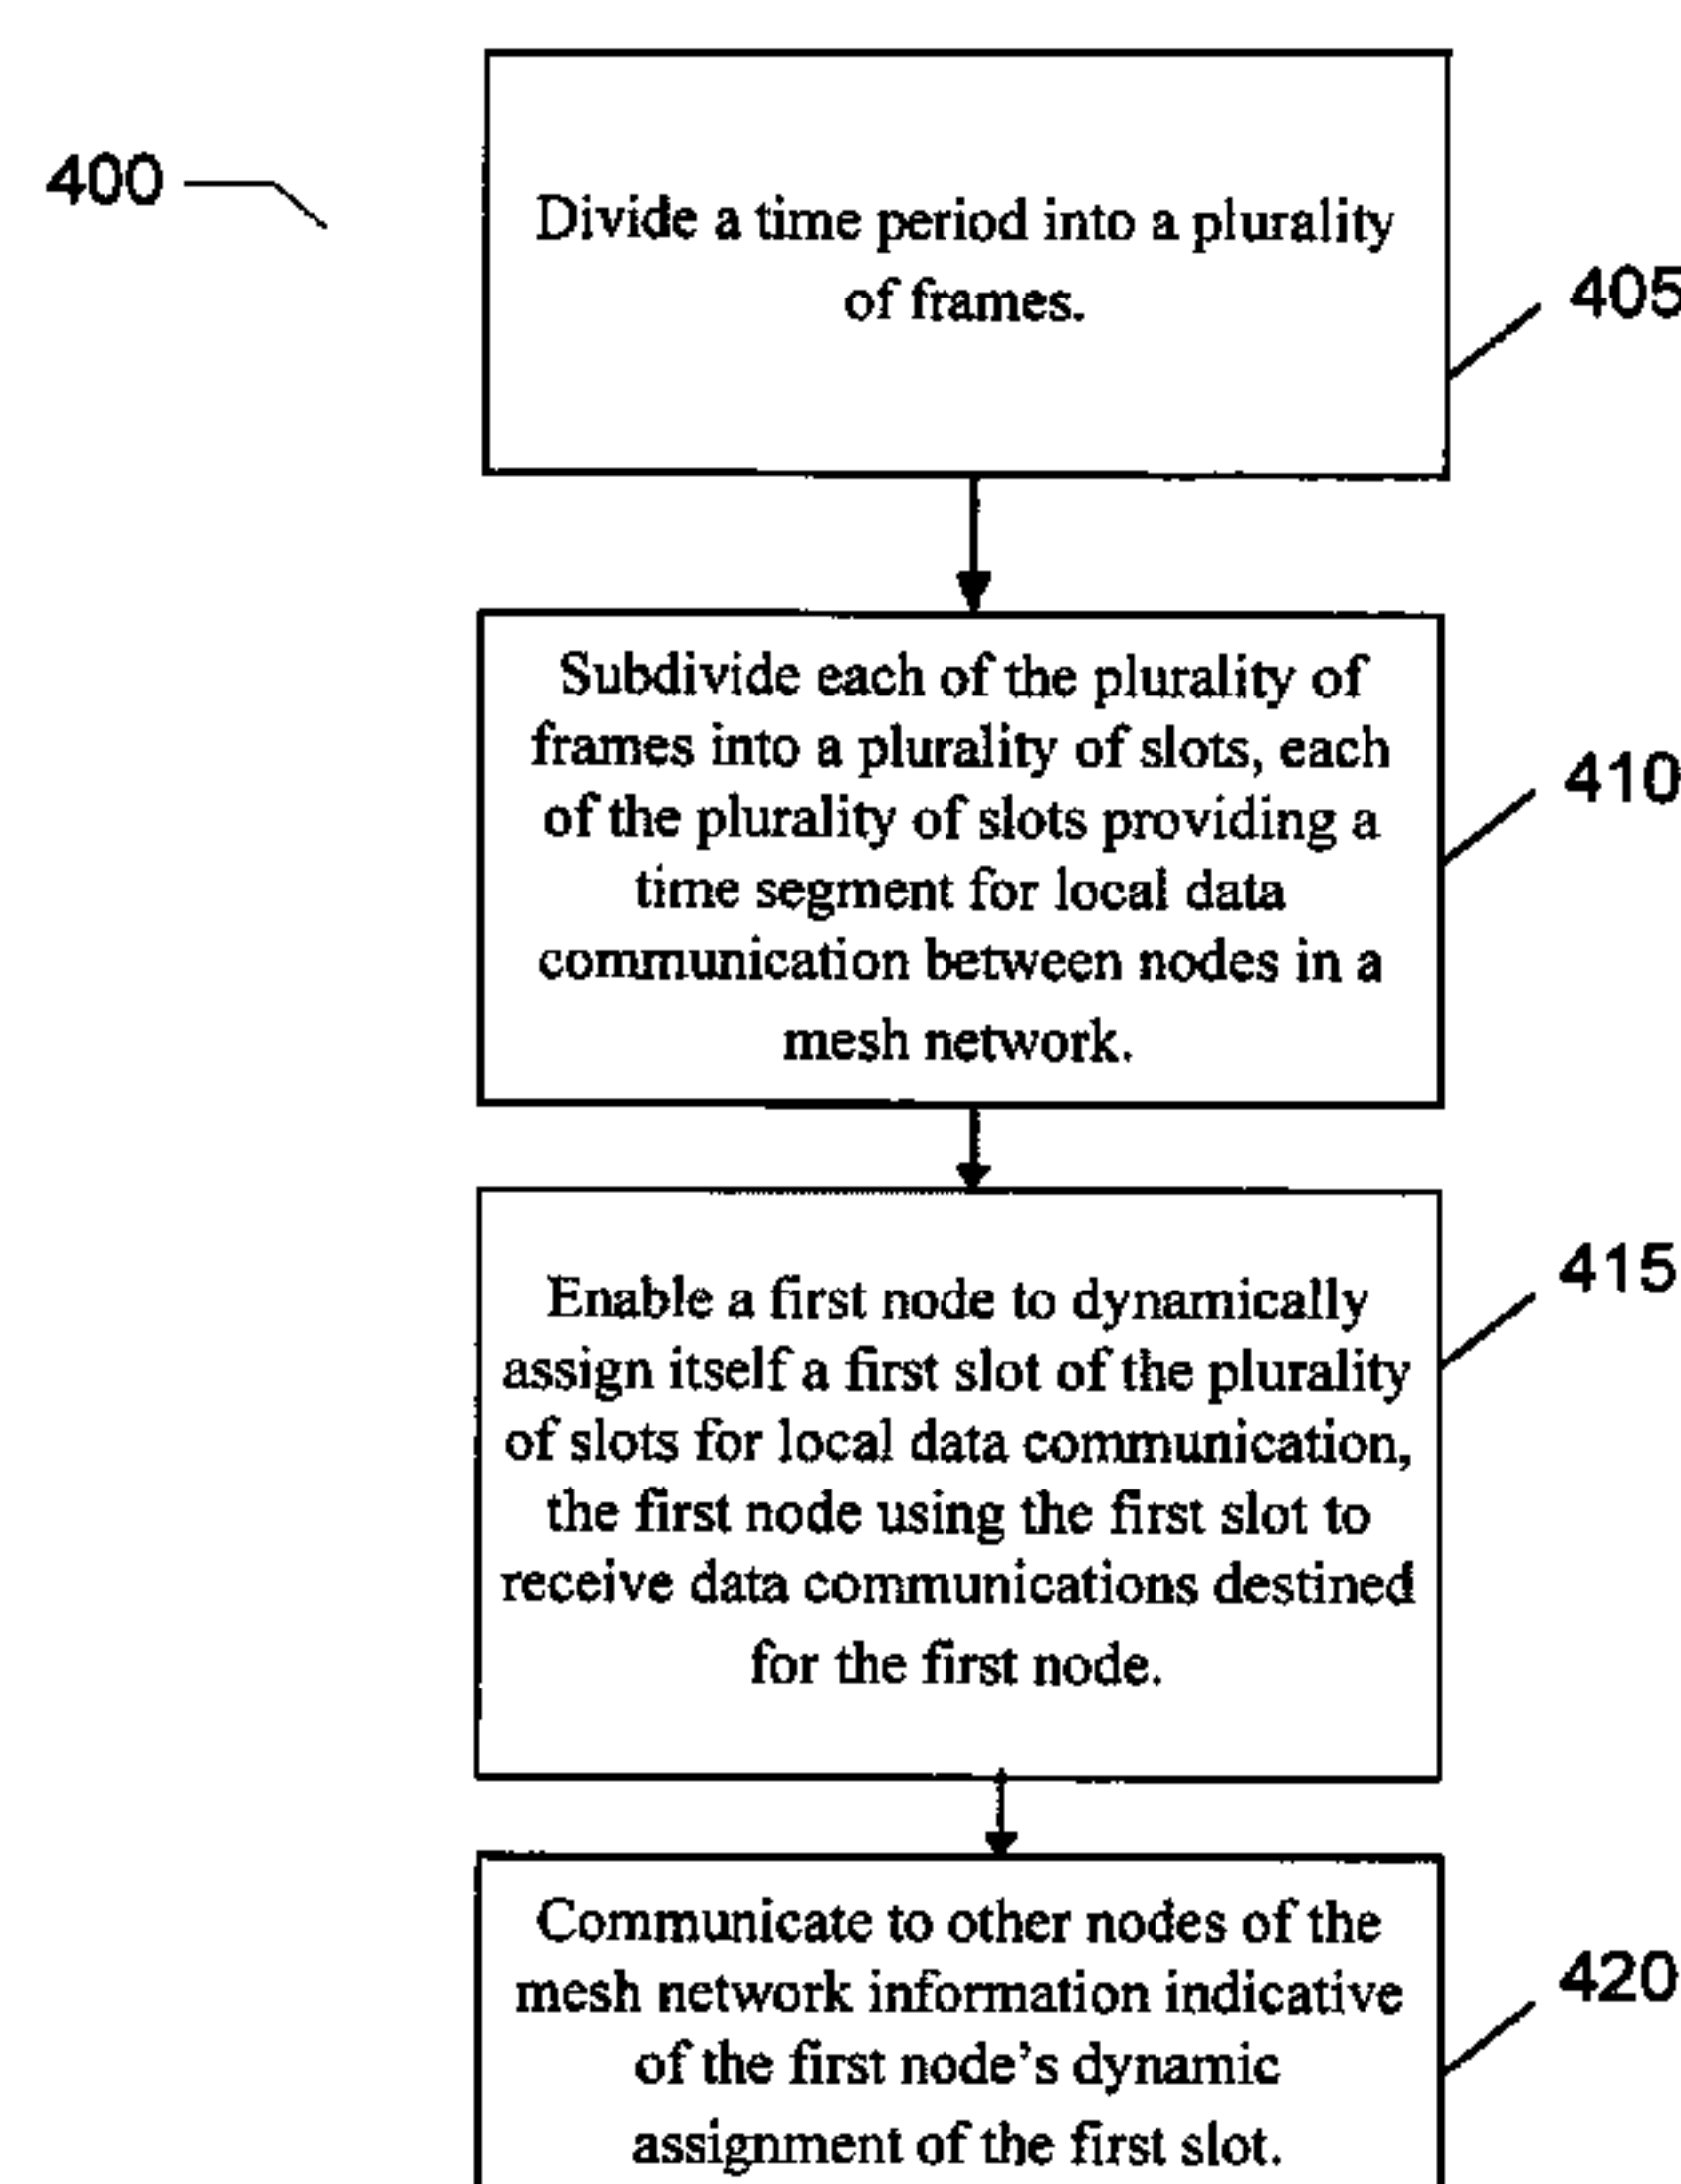 400
Divide a time period into a plurality
of frames.
405
Subdivide each of the plurality of
frames into a plurality of slots, each
of the plurality of slots providing a
time segment for local data
communication between nodes in a
mesh network.
410
Enable a first node to dynamically
assign itself a first slot of the plurality
of slots for local data communication,
the first node using the first slot to
receive data communications destined
for the first node.
415
Communicate to other nodes of the
mesh network information indicative
of the first node's dynamic
assignment of the first slot.
420